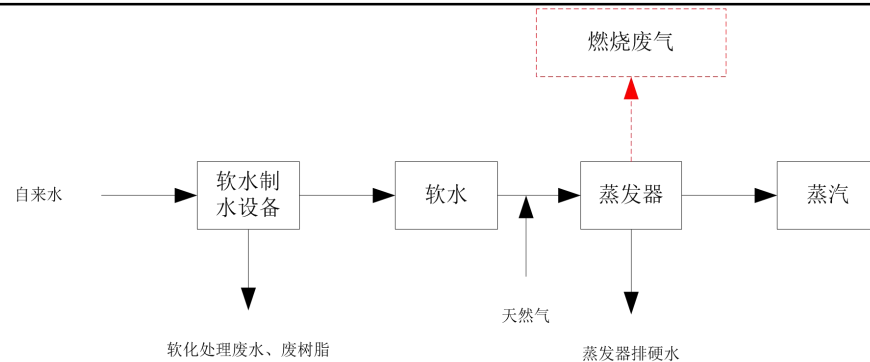 燃烧废气
自来水
软水制
水设备
软水
蒸发器
蒸汽
天然气
软化处理废水、废树脂
蒸发器排硬水